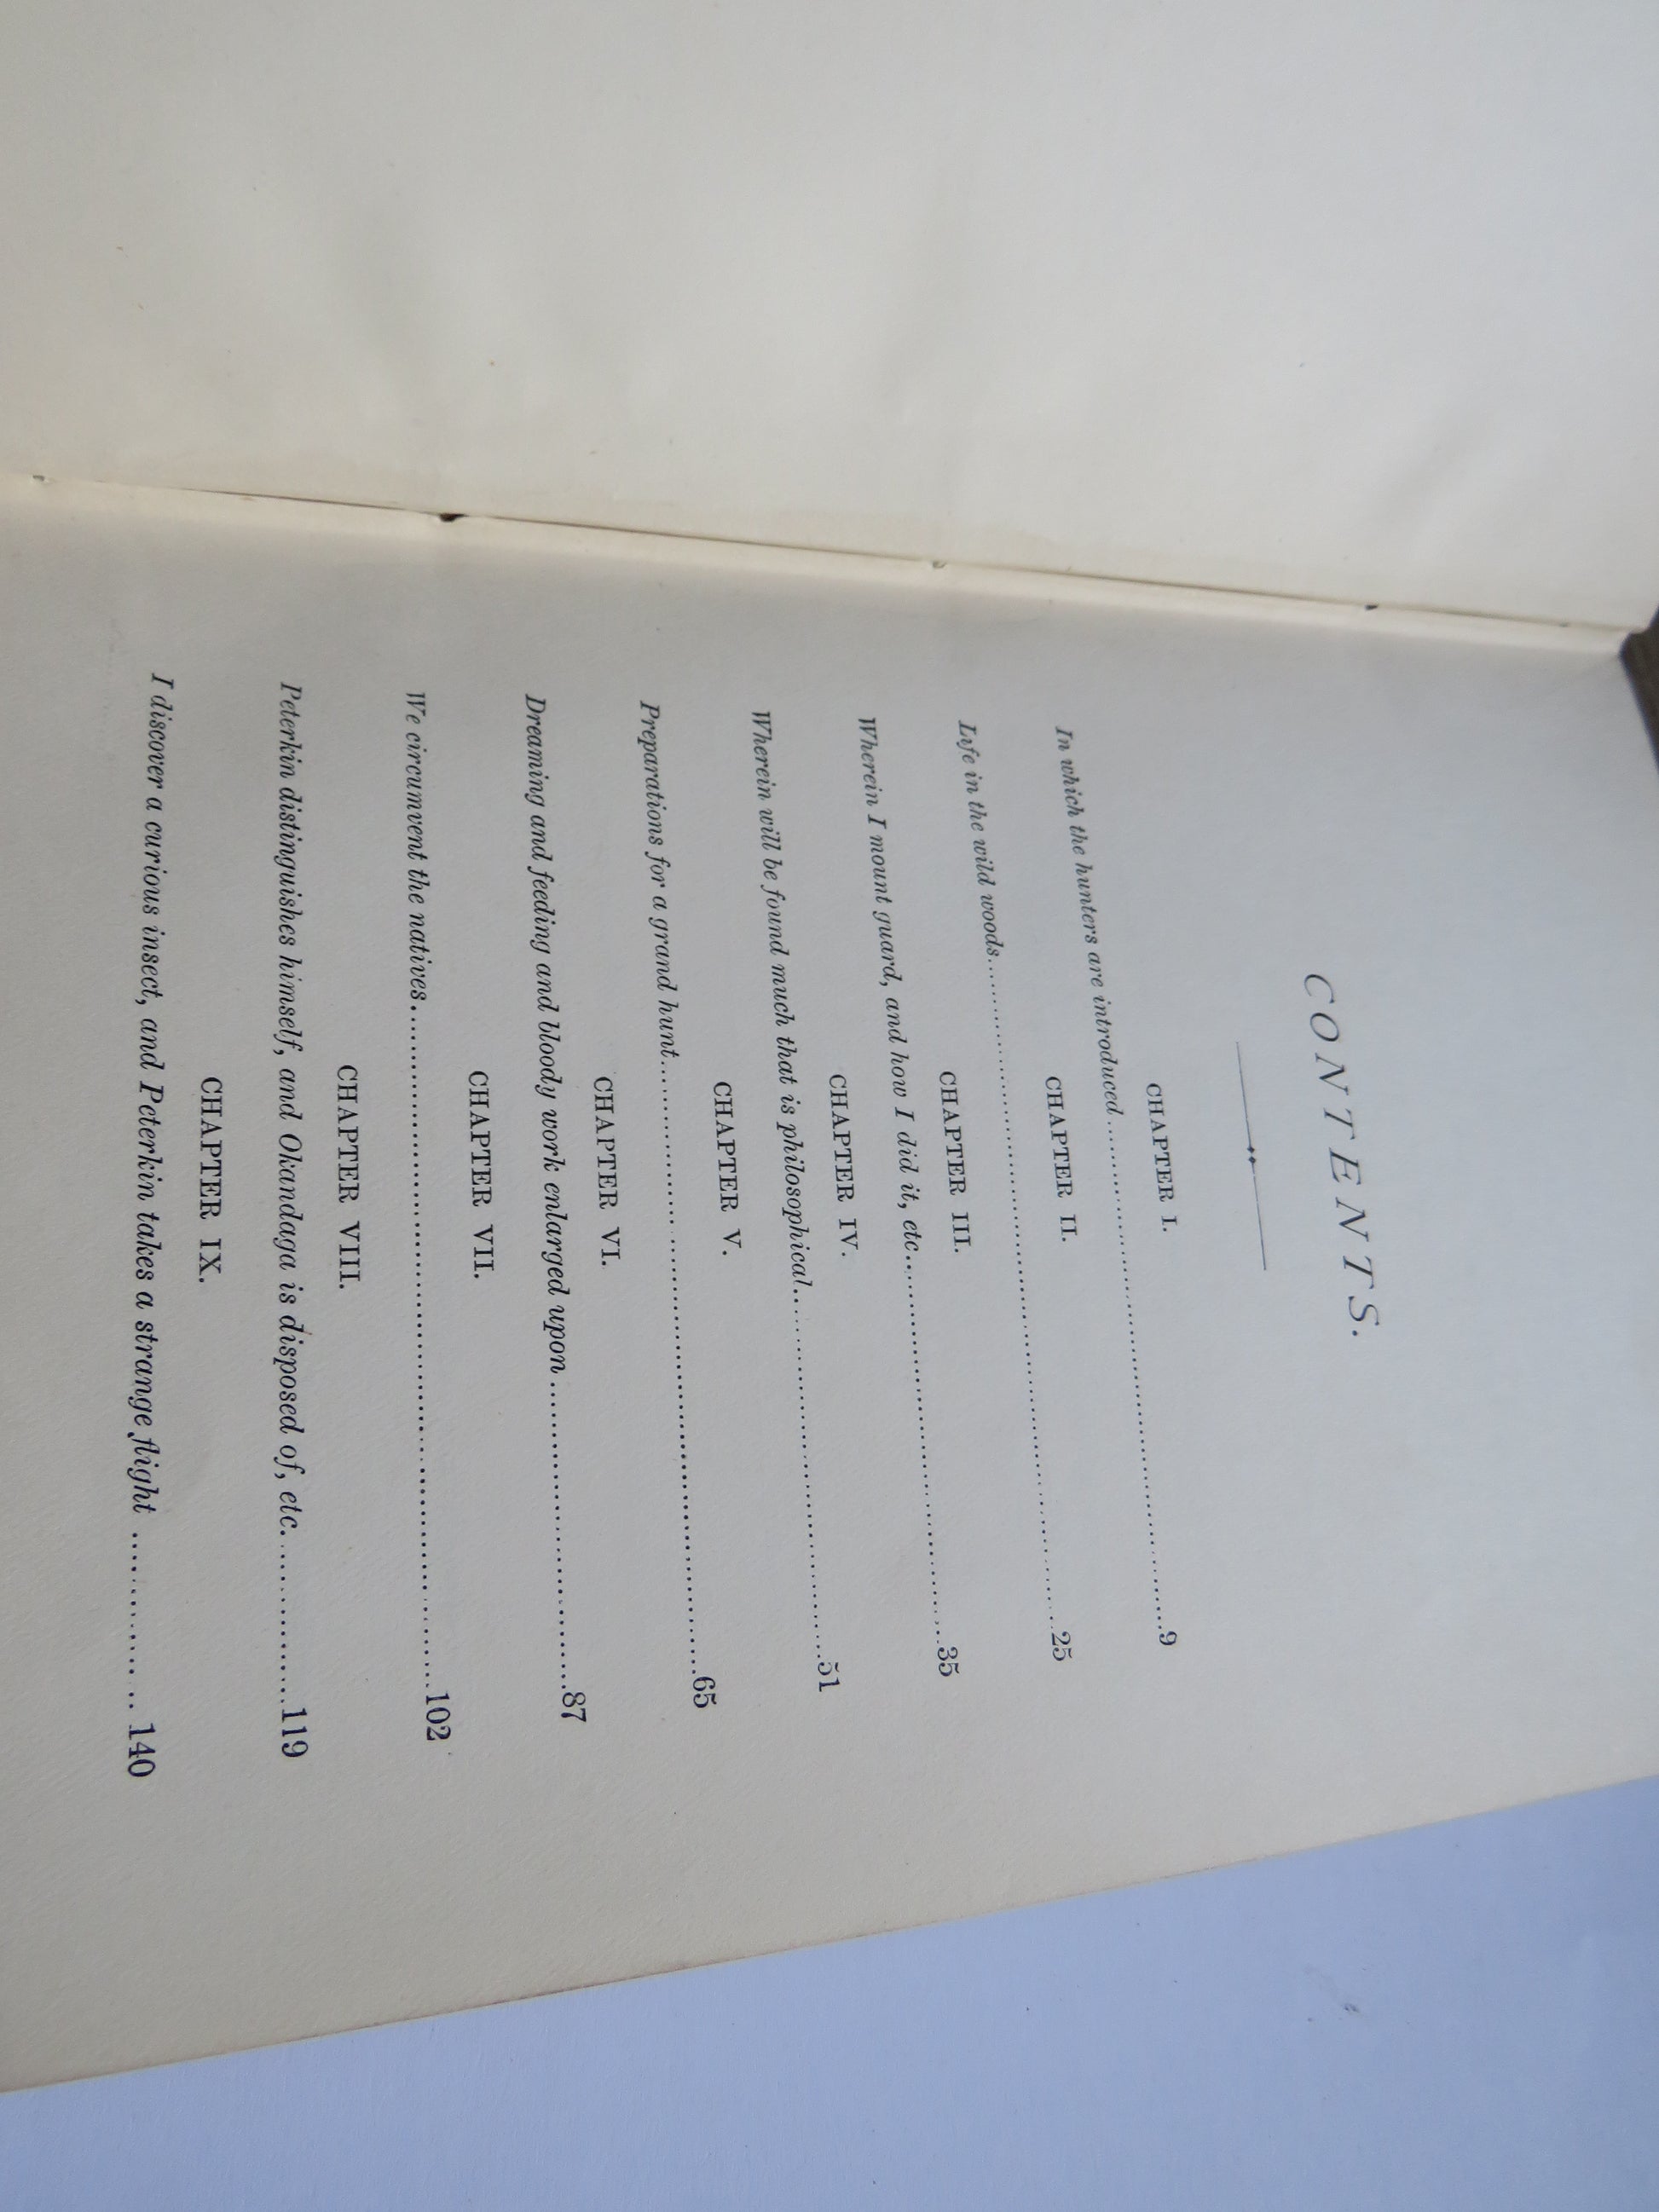 CONTENTS.
CHAPTER I.
In which the hunters are introduced..........9
CHAPTER II.
Life in the wild woods..........25
CHAPTER III.
Wherein I mount guard, and how I did it, etc..........35
CHAPTER IV.
Wherein will be found much that is philosophical..........51
CHAPTER V.
Preparations for a grand hunt..........65
CHAPTER VI.
Dreaming and feeding and bloody work enlarged upon..........87
CHAPTER VII.
We circumvent the natives..........102
CHAPTER VIII.
Peterkin distinguishes himself, and Okandaga is disposed of, etc..........119
CHAPTER IX.
I discover a curious insect, and Peterkin takes a strange flight..........140